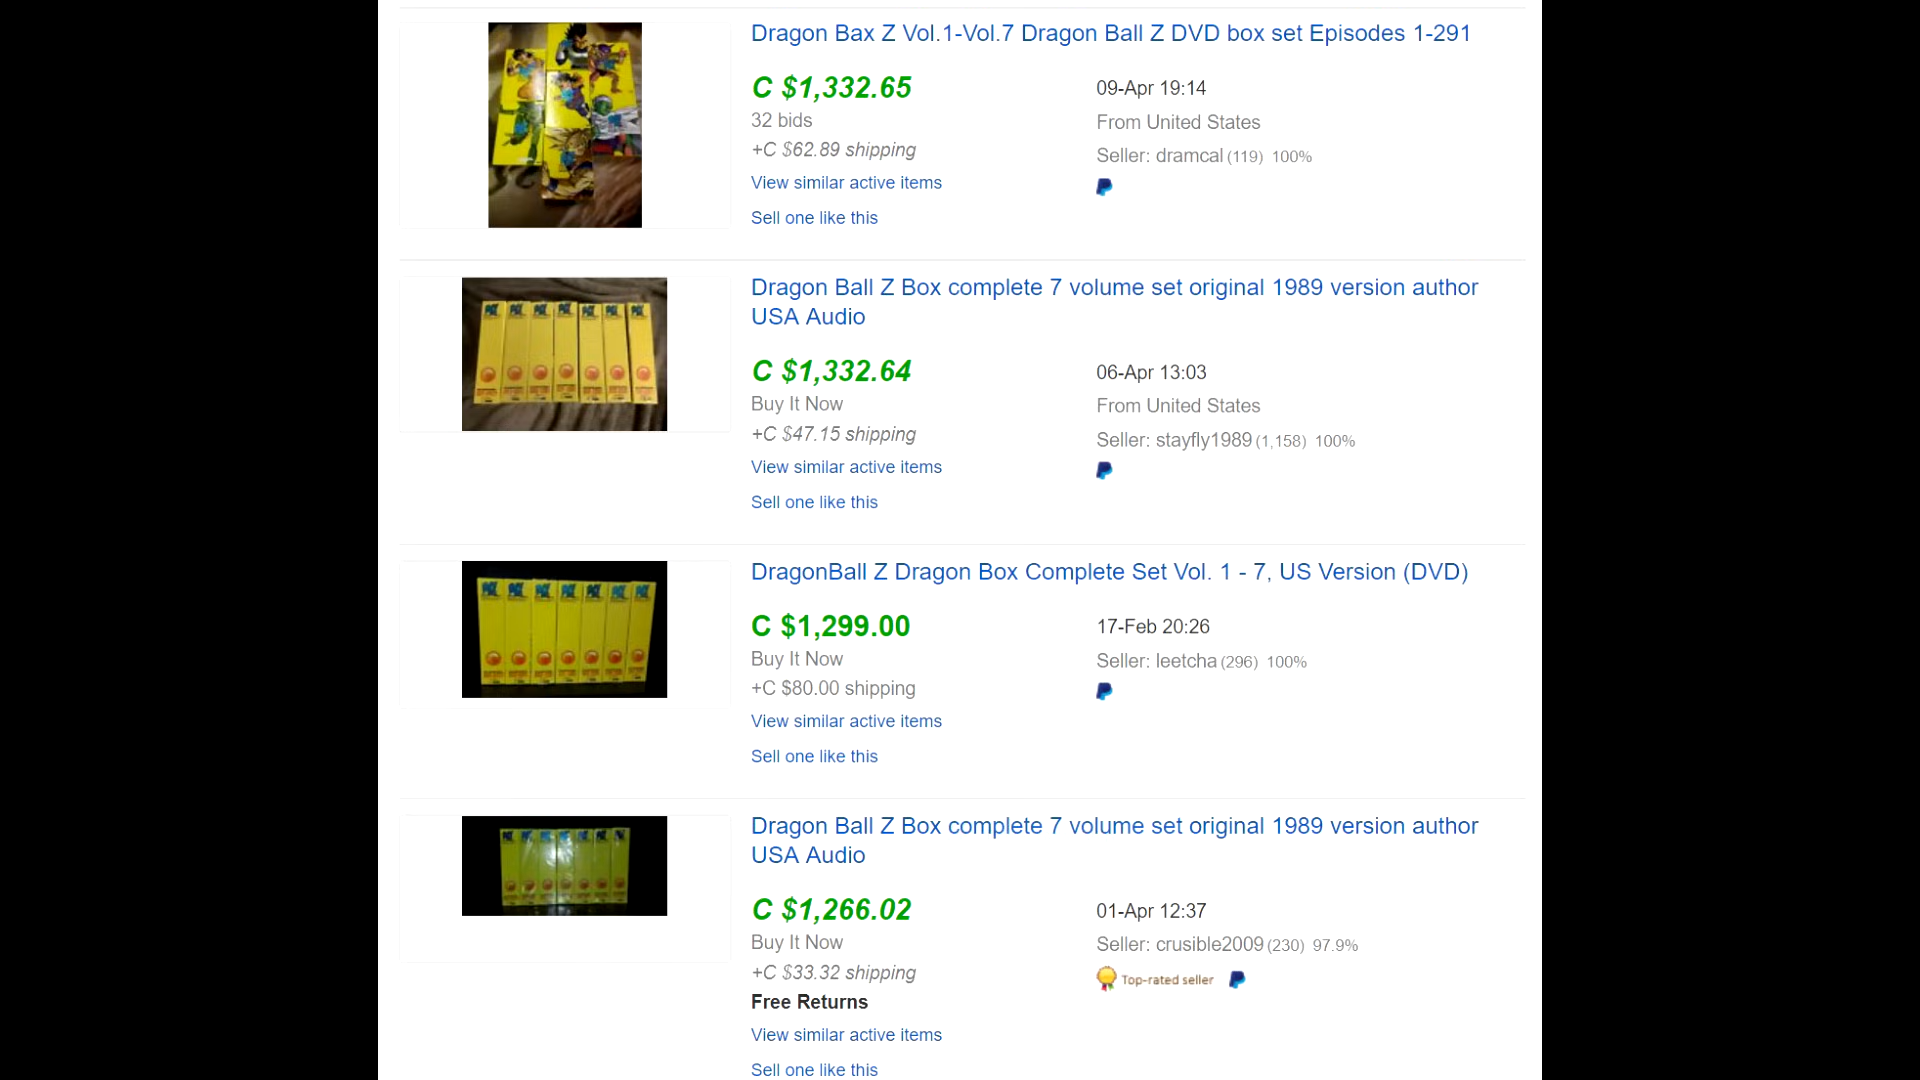 Dragon Bax Z Vol.1-Vol.7 Dragon Ball Z DVD box set Episodes 1-291
C $1,332.65
09-Apr 19:14
32 bids
From United States
+C $62.89 shipping
Seller: dramcal (119) 100%
View similar active items
Sell one like this
Dragon Ball Z Box complete 7 volume set original 1989 version author
USA Audio
C $1,332.64
06-Apr 13:03
Buy It Now
From United States
+C $47.15 shipping
Seller: stayfly1989 (1,158) 100%
View similar active items
Sell one like this
DragonBall Z Dragon Box Complete Set Vol. 1 - 7, US Version (DVD)
C $1,299.00
17-Feb 20:26
Buy It Now
Seller: leetcha (296) 100%
+C $80.00 shipping
View similar active items
Sell one like this
Dragon Ball Z Box complete 7 volume set original 1989 version author
USA Audio
C $1,266.02
01-Apr 12:37
Buy It Now
Seller: crusible2009 (230) 97.9%
+C $33.32 shipping
Top-rated seller
Free Returns
View similar active items
Sell one like this